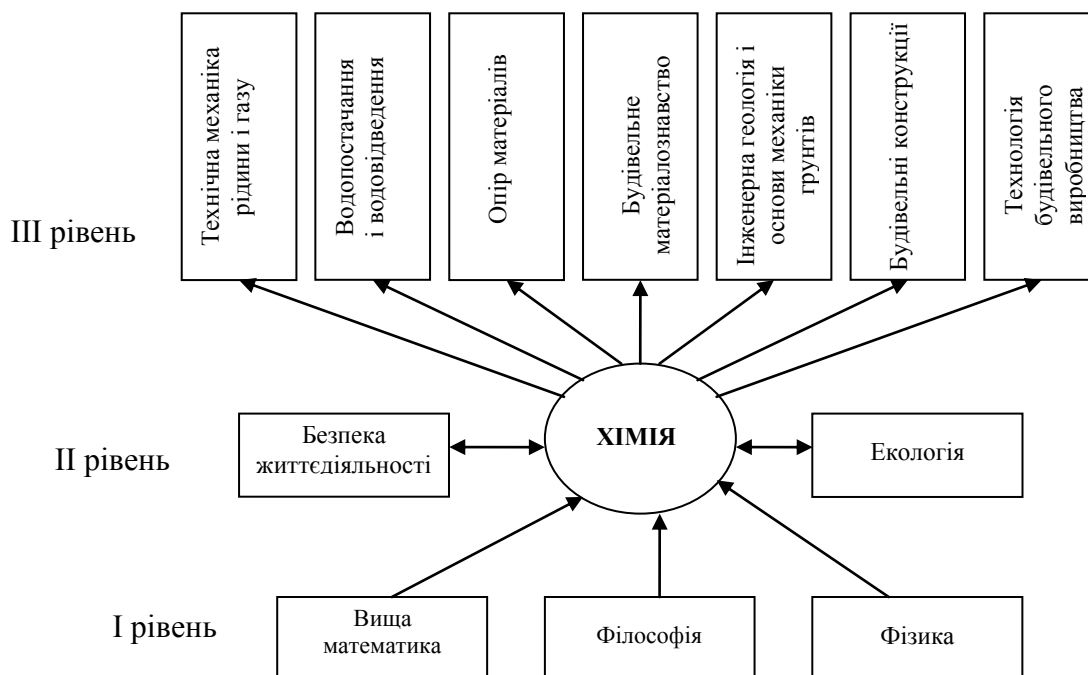 Технічна механіка
рідини і газу
Водопостачання
і водовідведення
Опір матеріалів
Будівельне
матеріалознавство
Інженерна геологія і
основи механіки
грунтів
Будівельні конструкції
Технологія
будівельного
виробництва
III рівень
Безпека
життєдіяльності
ХІМІЯ
Екологія
II рівень
I рівень
Вища
математика
Філософія
Фізика